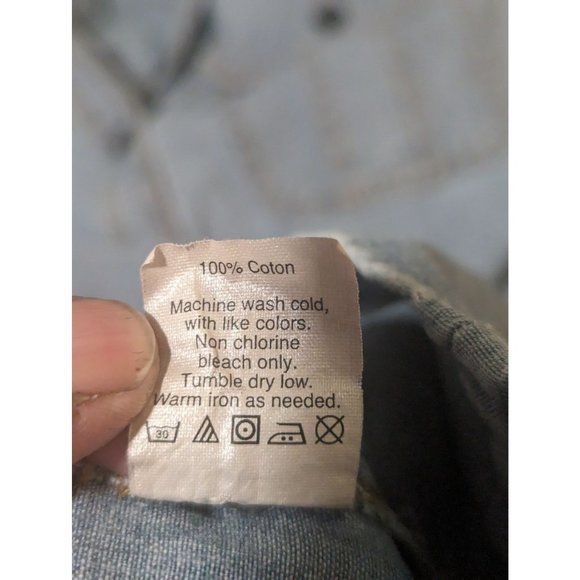 100% Coton
Machine wash cold,
with like colors.
Non chlorine
bleach only.
Tumble dry low.
Warm iron as needed.
30